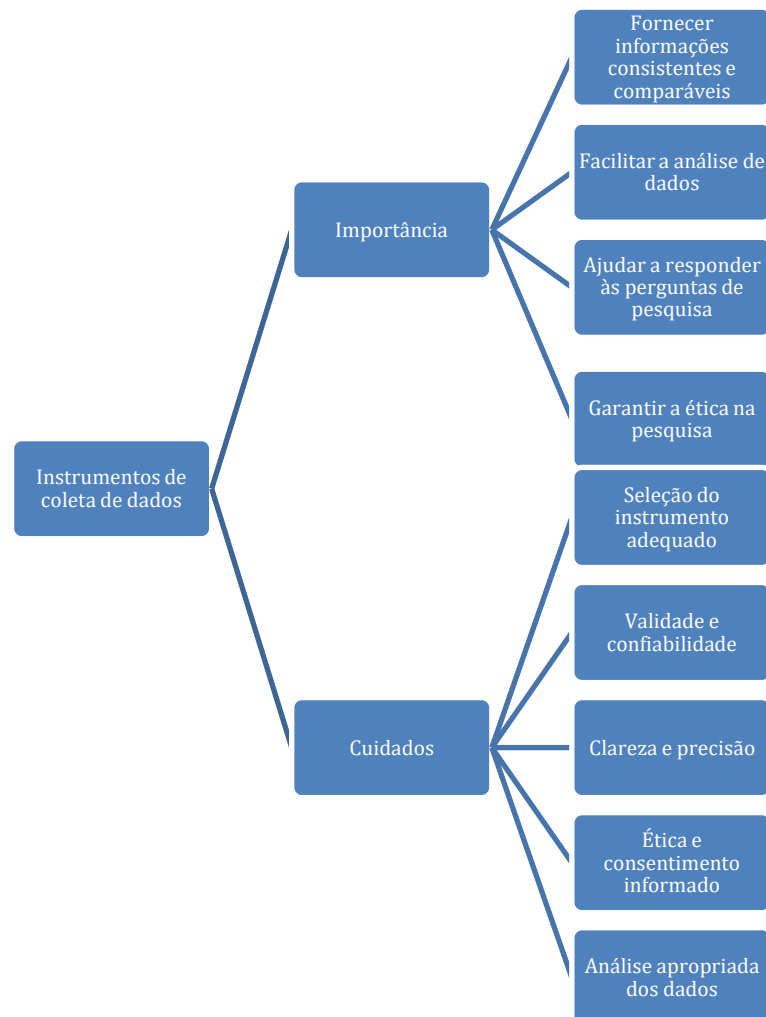 Fornecer
informações
consistentes e
comparáveis
Facilitar a análise de
dados
Importância
Ajudar a responder
às perguntas de
pesquisa
Garantir a ética na
pesquisa
Instrumentos de
coleta de dados
Seleção do
instrumento
adequado
Validade e
confiabilidade
Cuidados
Clareza e precisão
Ética e
consentimento
informado
Análise apropriada
dos dados